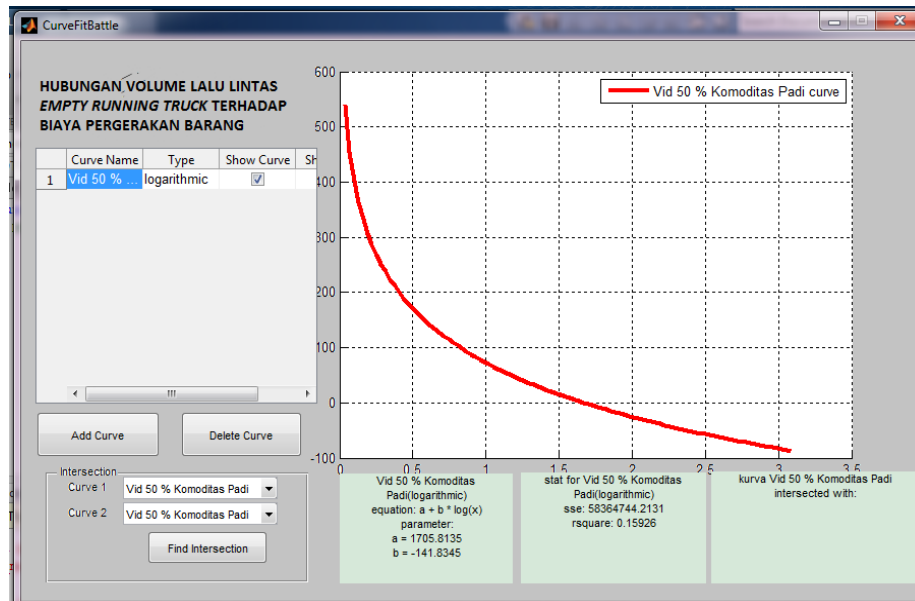 CurveFitBattle
HUBUNGAN VOLUME LALU LINTAS
EMPTY RUNNING TRUCK TERHADAP
BIAYA PERGERAKAN BARANG
Curve Name Type Show Curve Sh
1 Vid 50 % ... logarithmic
Add Curve Delete Curve
Intersection
Curve 1 Vid 50 % Komoditas Padi
Curve 2 Vid 50 % Komoditas Padi
Find Intersection
Vid 50 % Komoditas Padi curve
600
500
400
300
200
100
0
-100
0 0.5 1 1.5 2 2.5 3 3.5
Vid 50 % Komoditas
Padi(logarithmic)
equation: a + b * log(x)
parameter:
a = 1705.8135
b = -141.8345
stat for Vid 50 % Komoditas
Padi(logarithmic)
sse: 58364744.2131
rsquare: 0.15926
kurva Vid 50 % Komoditas Padi
intersected with: